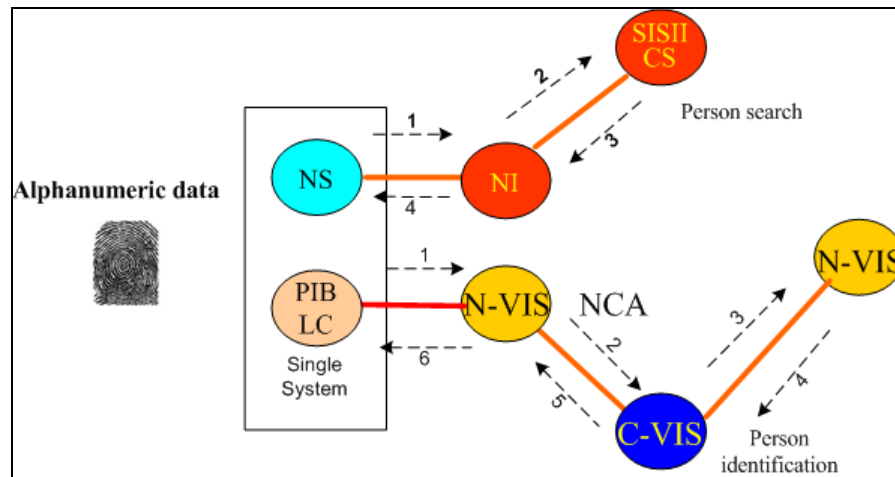 SISII
CS
2
1
3
Person search
NS
NI
Alphanumeric data
4
N-VIS
1
PIB
LC
N-VIS
NCA
3
2
4
Single
System
6
5
C-VIS
Person
identification